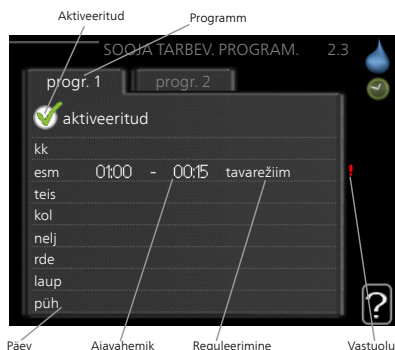 Aktiveeritud Programm
SOOJA TARBEV. PROGRAM. 2.3
progr. 1 progr. 2
aktiveeritud
kk
esm 01:00 - 00:15 tavarežiim !
teis
kol
nelj
rde
laup
püh ?
Päev Ajavahemik Reguleerimine Vastuolu